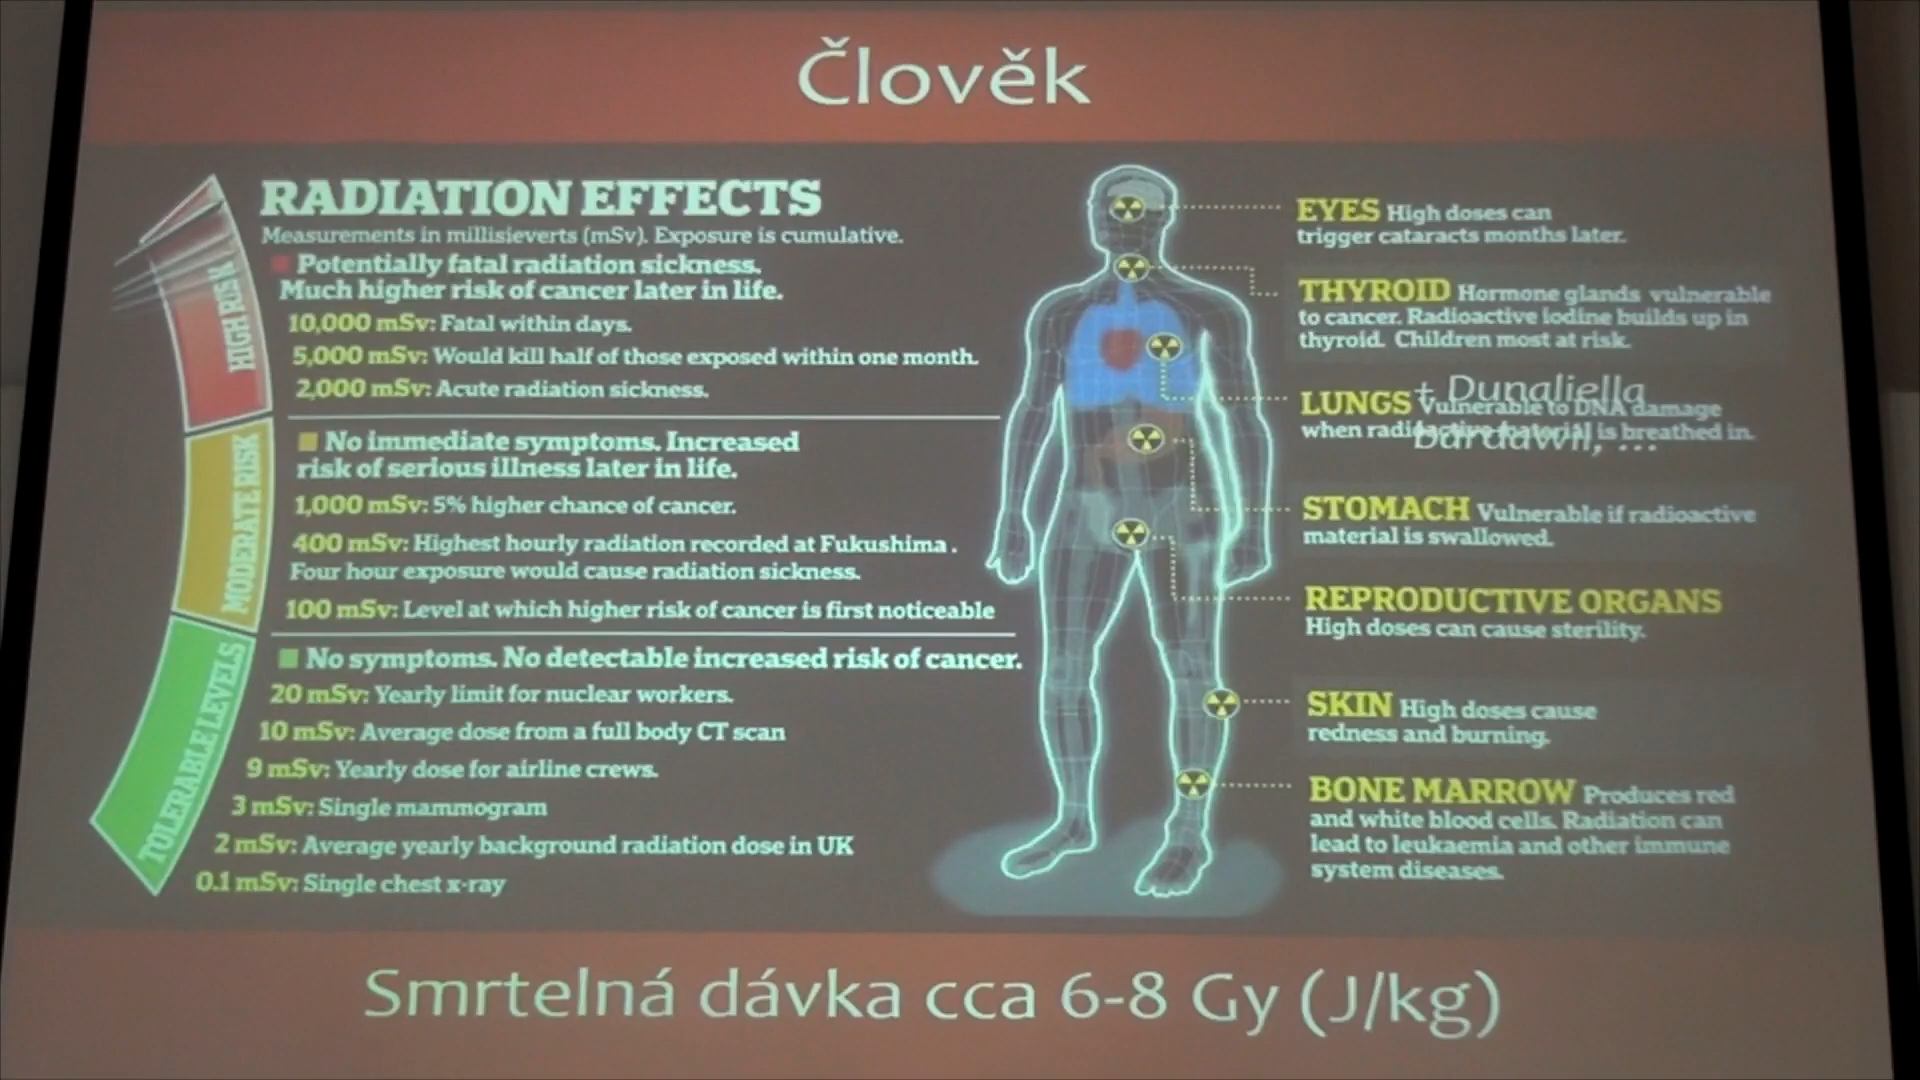 Člověk
RADIATION EFFECTS
Measurements in millisieverts (mSv). Exposure is cumulative.
Potentially fatal radiation sickness.
Much higher risk of cancer later in life.
10,000 mSv: Fatal within days.
5,000 mSv: Would kill half of those exposed within one month.
2,000 mSv: Acute radiation sickness.
HIGH RISK
No immediate symptoms. Increased
risk of serious illness later in life.
1,000 mSv: 5% higher chance of cancer.
400 mSv: Highest hourly radiation recorded at Fukushima.
Four hour exposure would cause radiation sickness.
100 mSv: Level at which higher risk of cancer is first noticeable
MODERATE RISK
No symptoms. No detectable increased risk of cancer.
20 mSv: Yearly limit for nuclear workers.
10 mSv: Average dose from a full body CT scan
9 mSv: Yearly dose for airline crews.
3 mSv: Single mammogram
2 mSv: Average yearly background radiation dose in UK
0.1 mSv: Single chest x-ray
TOLERABLE LEVELS
EYES High doses can
trigger cataracts months later.
THYROID Hormone glands vulnerable
to cancer. Radioactive iodine builds up in
thyroid. Children most at risk.
+ Dunaliella
bardawil, ...
LUNGS Vulnerable to DNA damage
when radioactive material is breathed in.
STOMACH Vulnerable if radioactive
material is swallowed.
REPRODUCTIVE ORGANS
High doses can cause sterility.
SKIN High doses cause
redness and burning.
BONE MARROW Produces red
and white blood cells. Radiation can
lead to leukaemia and other immune
system diseases.
Smrtelná dávka cca 6-8 Gy (J/kg)